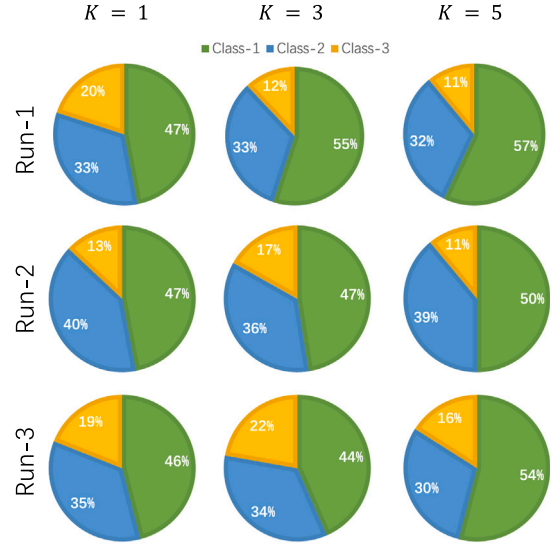 K = 1 K = 3 K = 5
Class-1 Class-2 Class-3
Run-1
20% 47% 33%
12% 55% 33%
11% 57% 32%
Run-2
13% 47% 40%
17% 47% 36%
11% 50% 39%
Run-3
19% 46% 35%
22% 44% 34%
16% 54% 30%